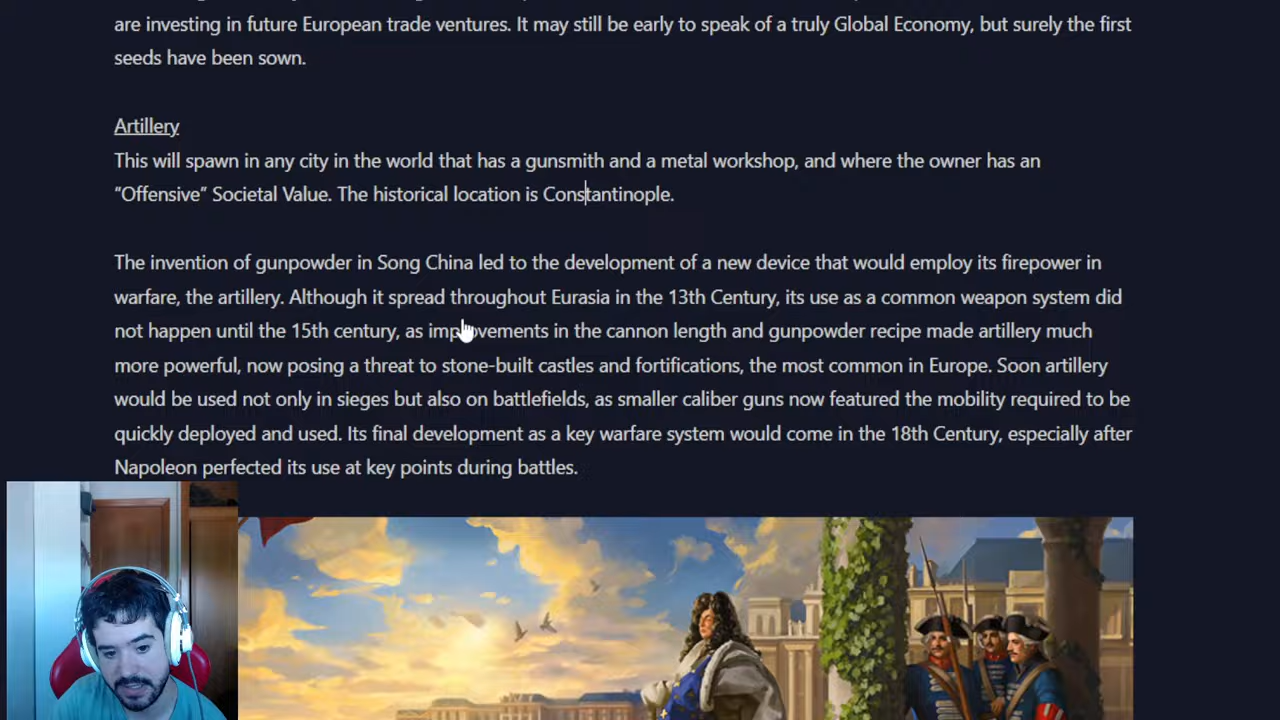 are investing in future European trade ventures. It may still be early to speak of a truly Global Economy, but surely the first
seeds have been sown.
Artillery
This will spawn in any city in the world that has a gunsmith and a metal workshop, and where the owner has an
“Offensive” Societal Value. The historical location is Constantinople.
The invention of gunpowder in Song China led to the development of a new device that would employ its firepower in
warfare, the artillery. Although it spread throughout Eurasia in the 13th Century, its use as a common weapon system did
not happen until the 15th century, as improvements in the cannon length and gunpowder recipe made artillery much
more powerful, now posing a threat to stone-built castles and fortifications, the most common in Europe. Soon artillery
would be used not only in sieges but also on battlefields, as smaller caliber guns now featured the mobility required to be
quickly deployed and used. Its final development as a key warfare system would come in the 18th Century, especially after
Napoleon perfected its use at key points during battles.